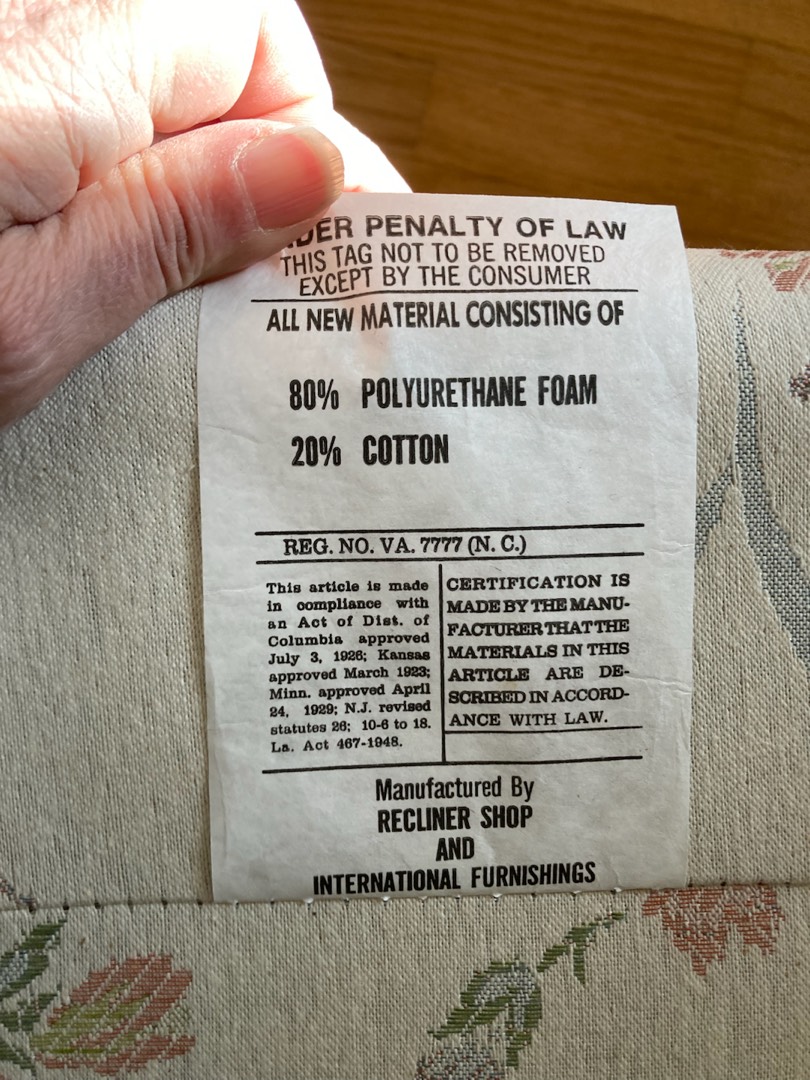 PENALTY OF LAW
THIS TAG NOT TO BE REMOVED
EXCEPT BY THE CONSUMER
ALL NEW MATERIAL CONSISTING OF
80% POLYURETHANE FOAM
20% COTTON
REG. NO. VA. 7777 (N. C.)
This article is made
in compliance with
an Act of Dist. of
Columbia approved
July 3, 1926; Kansas
approved March 1923;
Minn. approved April
24, 1929; N.J. revised
statutes 26; 10-6 to 18.
La. Act 467-1948.
CERTIFICATION IS
MADE BY THE MANU-
FACTURER THAT THE
MATERIALS IN THIS
ARTICLE ARE DE-
SCRIBED IN ACCORD-
ANCE WITH LAW.
Manufactured By
RECLINER SHOP
AND
INTERNATIONAL FURNISHINGS